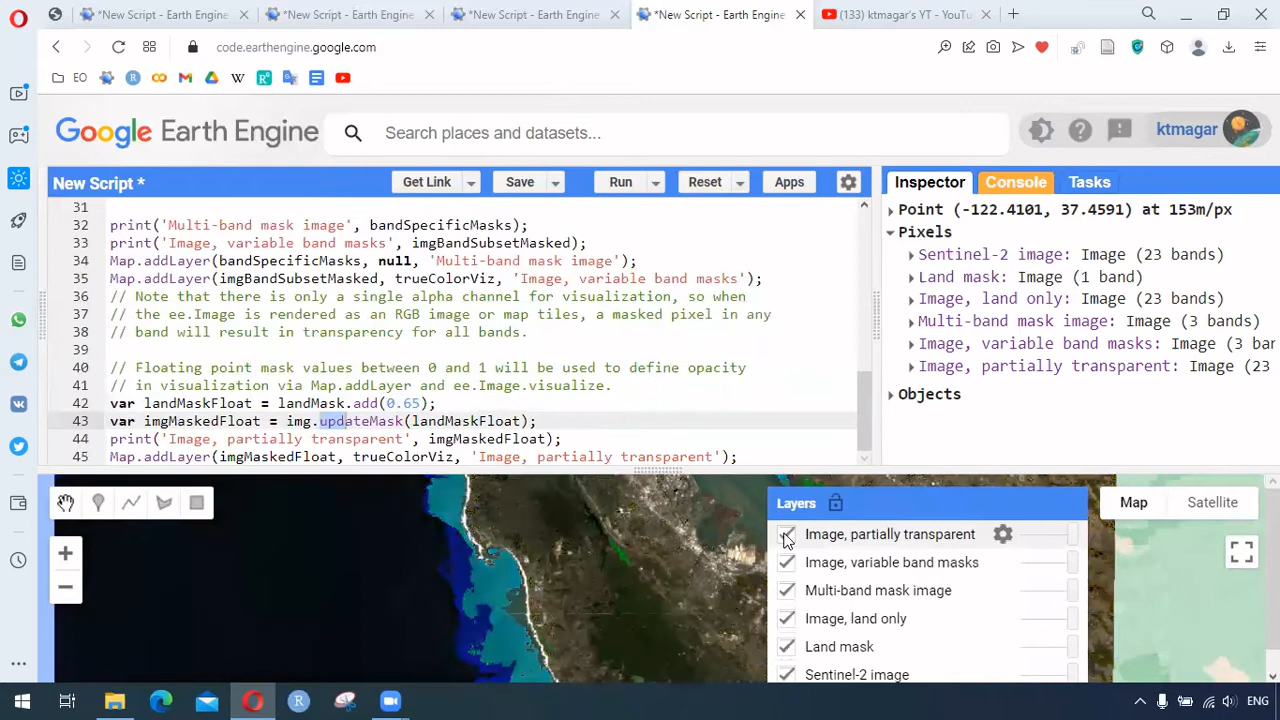 *New Script - Earth Engine
*New Script - Earth Engine
*New Script - Earth Engine
*New Script - Earth Engine
(133) ktmagar's YT - YouTu
code.earthengine.google.com
EO
Google Earth Engine
Search places and datasets...
ktmagar
New Script *
Get Link
Save
Run
Reset
Apps
Inspector
Console
Tasks
31
32 print('Multi-band mask image', bandSpecificMasks);
33 print('Image, variable band masks', imgBandSubsetMasked);
34 Map.addLayer(bandSpecificMasks, null, 'Multi-band mask image');
35 Map.addLayer(imgBandSubsetMasked, trueColorViz, 'Image, variable band masks');
36 // Note that there is only a single alpha channel for visualization, so when
37 // the ee.Image is rendered as an RGB image or map tiles, a masked pixel in any
38 // band will result in transparency for all bands.
39
40 // Floating point mask values between 0 and 1 will be used to define opacity
41 // in visualization via Map.addLayer and ee.Image.visualize.
42 var landMaskFloat = landMask.add(0.65);
43 var imgMaskedFloat = img.updateMask(landMaskFloat);
44 print('Image, partially transparent', imgMaskedFloat);
45 Map.addLayer(imgMaskedFloat, trueColorViz, 'Image, partially transparent');
Point (-122.4101, 37.4591) at 153m/px
Pixels
Sentinel-2 image: Image (23 bands)
Land mask: Image (1 band)
Image, land only: Image (23 bands)
Multi-band mask image: Image (3 bands)
Image, variable band masks: Image (3 ban
Image, partially transparent: Image (23
Objects
Layers
Image, partially transparent
Image, variable band masks
Multi-band mask image
Image, land only
Land mask
Sentinel-2 image
Map
Satellite
ENG